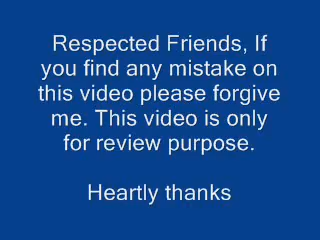 Respected Friends, If
you find any mistake on
this video please forgive
me. This video is only
for review purpose.
Heartly thanks